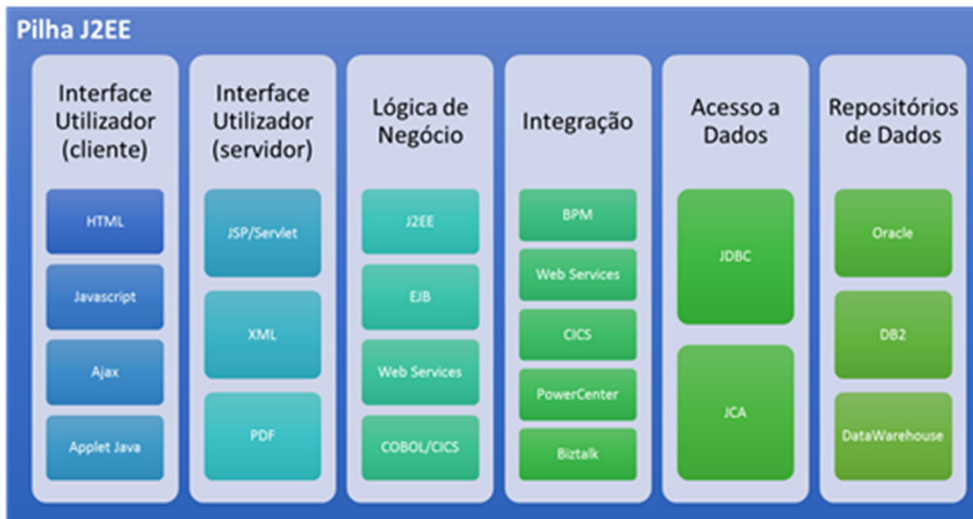 Pilha J2EE
Interface
Utilizador
(cliente)
HTML
Javascript
Ajax
Applet Java
Interface
Utilizador
(servidor)
JSP/Servlet
XML
PDF
Lógica de
Negócio
J2EE
EJB
Web Services
COBOL/CICS
Integração
BPM
Web Services
CICS
PowerCenter
Biztalk
Acesso a
Dados
JDBC
JCA
Repositórios
de Dados
Oracle
DB2
DataWarehouse